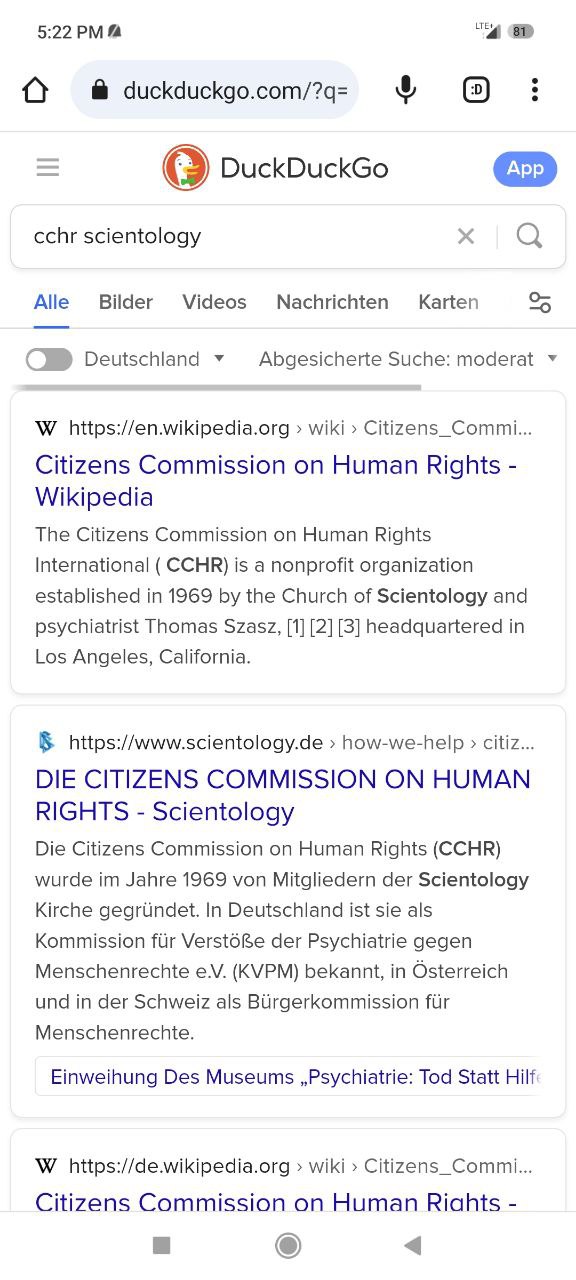 5:22 PM
LTE+ 81
duckduckgo.com/?q=
:D
DuckDuckGo
App
cchr scientology
Alle Bilder Videos Nachrichten Karten
Deutschland Abgesicherte Suche: moderat
W https://en.wikipedia.org › wiki › Citizens_Commi...
Citizens Commission on Human Rights -
Wikipedia
The Citizens Commission on Human Rights
International ( CCHR) is a nonprofit organization
established in 1969 by the Church of Scientology and
psychiatrist Thomas Szasz, [1] [2] [3] headquartered in
Los Angeles, California.
https://www.scientology.de › how-we-help › citiz...
DIE CITIZENS COMMISSION ON HUMAN
RIGHTS - Scientology
Die Citizens Commission on Human Rights (CCHR)
wurde im Jahre 1969 von Mitgliedern der Scientology
Kirche gegründet. In Deutschland ist sie als
Kommission für Verstöße der Psychiatrie gegen
Menschenrechte e.V. (KVPM) bekannt, in Österreich
und in der Schweiz als Bürgerkommission für
Menschenrechte.
Einweihung Des Museums „Psychiatrie: Tod Statt Hilfe
W https://de.wikipedia.org › wiki › Citizens_Commi...
Citizens Commission on Human Rights -